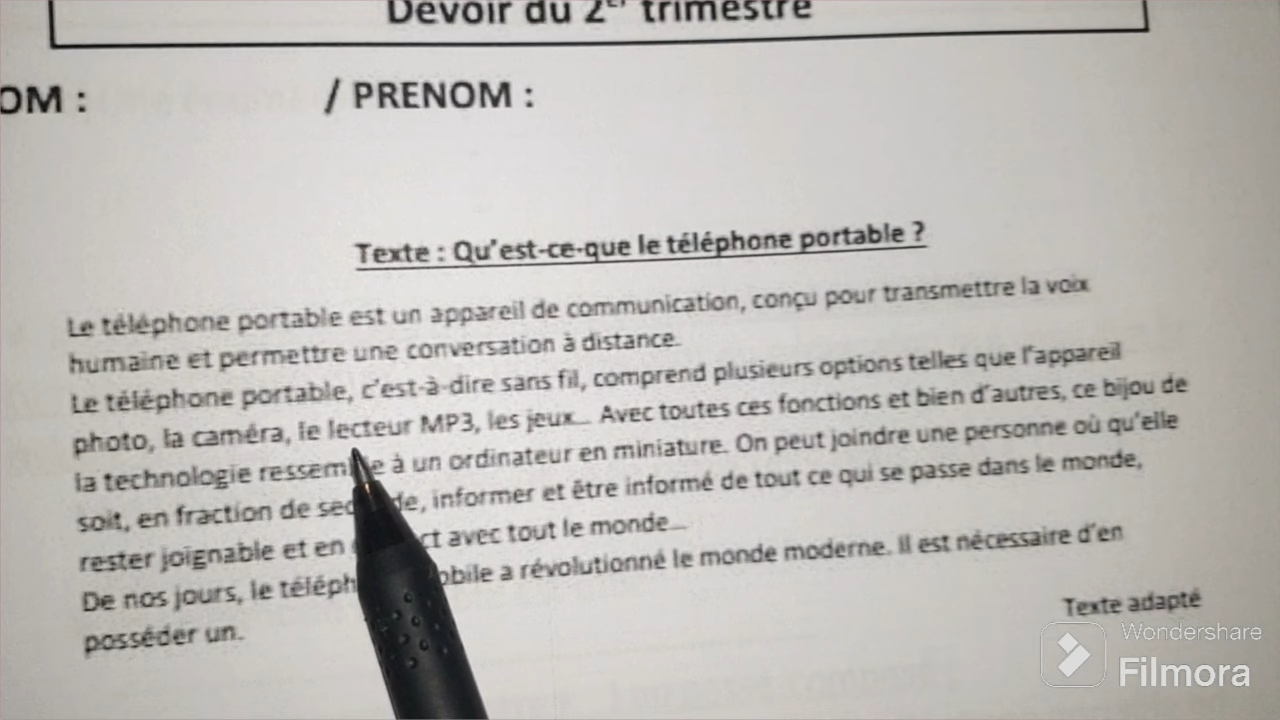 Devoir du 2er trimestre
OM : / PRENOM :
Texte : Qu'est-ce-que le téléphone portable ?
Le téléphone portable est un appareil de communication, conçu pour transmettre la voix
humaine et permettre une conversation à distance.
Le téléphone portable, c'est-à-dire sans fil, comprend plusieurs options telles que l'appareil
photo, la caméra, le lecteur MP3, les jeux... Avec toutes ces fonctions et bien d'autres, ce bijou de
la technologie ressemble à un ordinateur en miniature. On peut joindre une personne où qu'elle
soit, en fraction de seconde, informer et être informé de tout ce qui se passe dans le monde,
rester joignable et en ct avec tout le monde...
De nos jours, le téléph obile a révolutionné le monde moderne. Il est nécessaire d'en
posséder un.
Texte adapté
Wondershare
Filmora